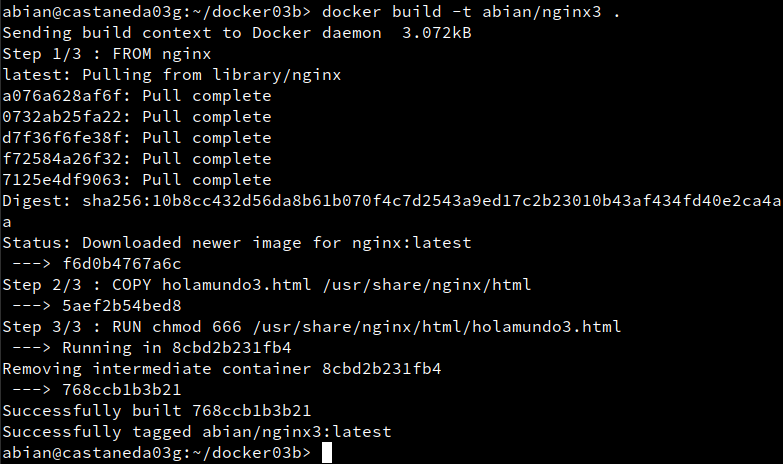 abian@castaneda03g:~/docker03b> docker build -t abian/nginx3 .
Sending build context to Docker daemon  3.072kB
Step 1/3 : FROM nginx
latest: Pulling from library/nginx
a076a628af6f: Pull complete
0732ab25fa22: Pull complete
d7f36f6fe38f: Pull complete
f72584a26f32: Pull complete
7125e4df9063: Pull complete
Digest: sha256:10b8cc432d56da8b61b070f4c7d2543a9ed17c2b23010b43af434fd40e2ca4a
a
Status: Downloaded newer image for nginx:latest
 ---> f6d0b4767a6c
Step 2/3 : COPY holamundo3.html /usr/share/nginx/html
 ---> 5aef2b54bed8
Step 3/3 : RUN chmod 666 /usr/share/nginx/html/holamundo3.html
 ---> Running in 8cbd2b231fb4
Removing intermediate container 8cbd2b231fb4
 ---> 768ccb1b3b21
Successfully built 768ccb1b3b21
Successfully tagged abian/nginx3:latest
abian@castaneda03g:~/docker03b>